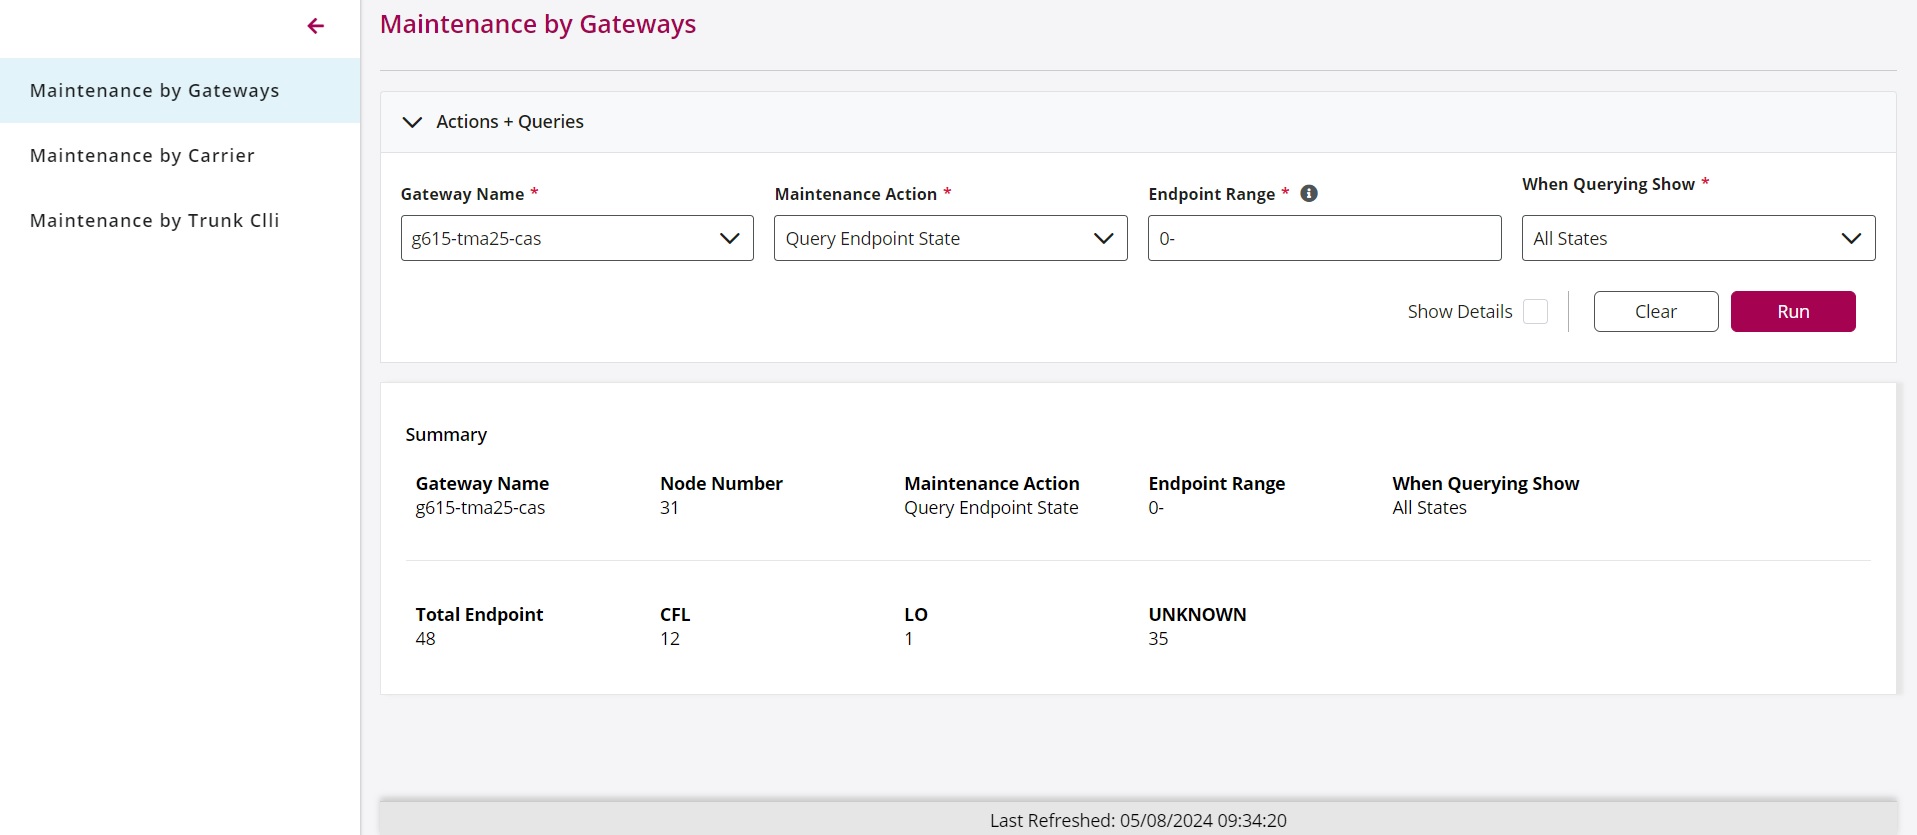 Maintenance by Gateways
Maintenance by Carrier
Maintenance by Trunk Clli
Maintenance by Gateways
Actions + Queries
Gateway Name * Maintenance Action * Endpoint Range * When Querying Show *
g615-tma25-cas Query Endpoint State 0- All States
Show Details Clear Run
Summary
Gateway Name Node Number Maintenance Action Endpoint Range When Querying Show
g615-tma25-cas 31 Query Endpoint State 0- All States
Total Endpoint CFL LO UNKNOWN
48 12 1 35
Last Refreshed: 05/08/2024 09:34:20